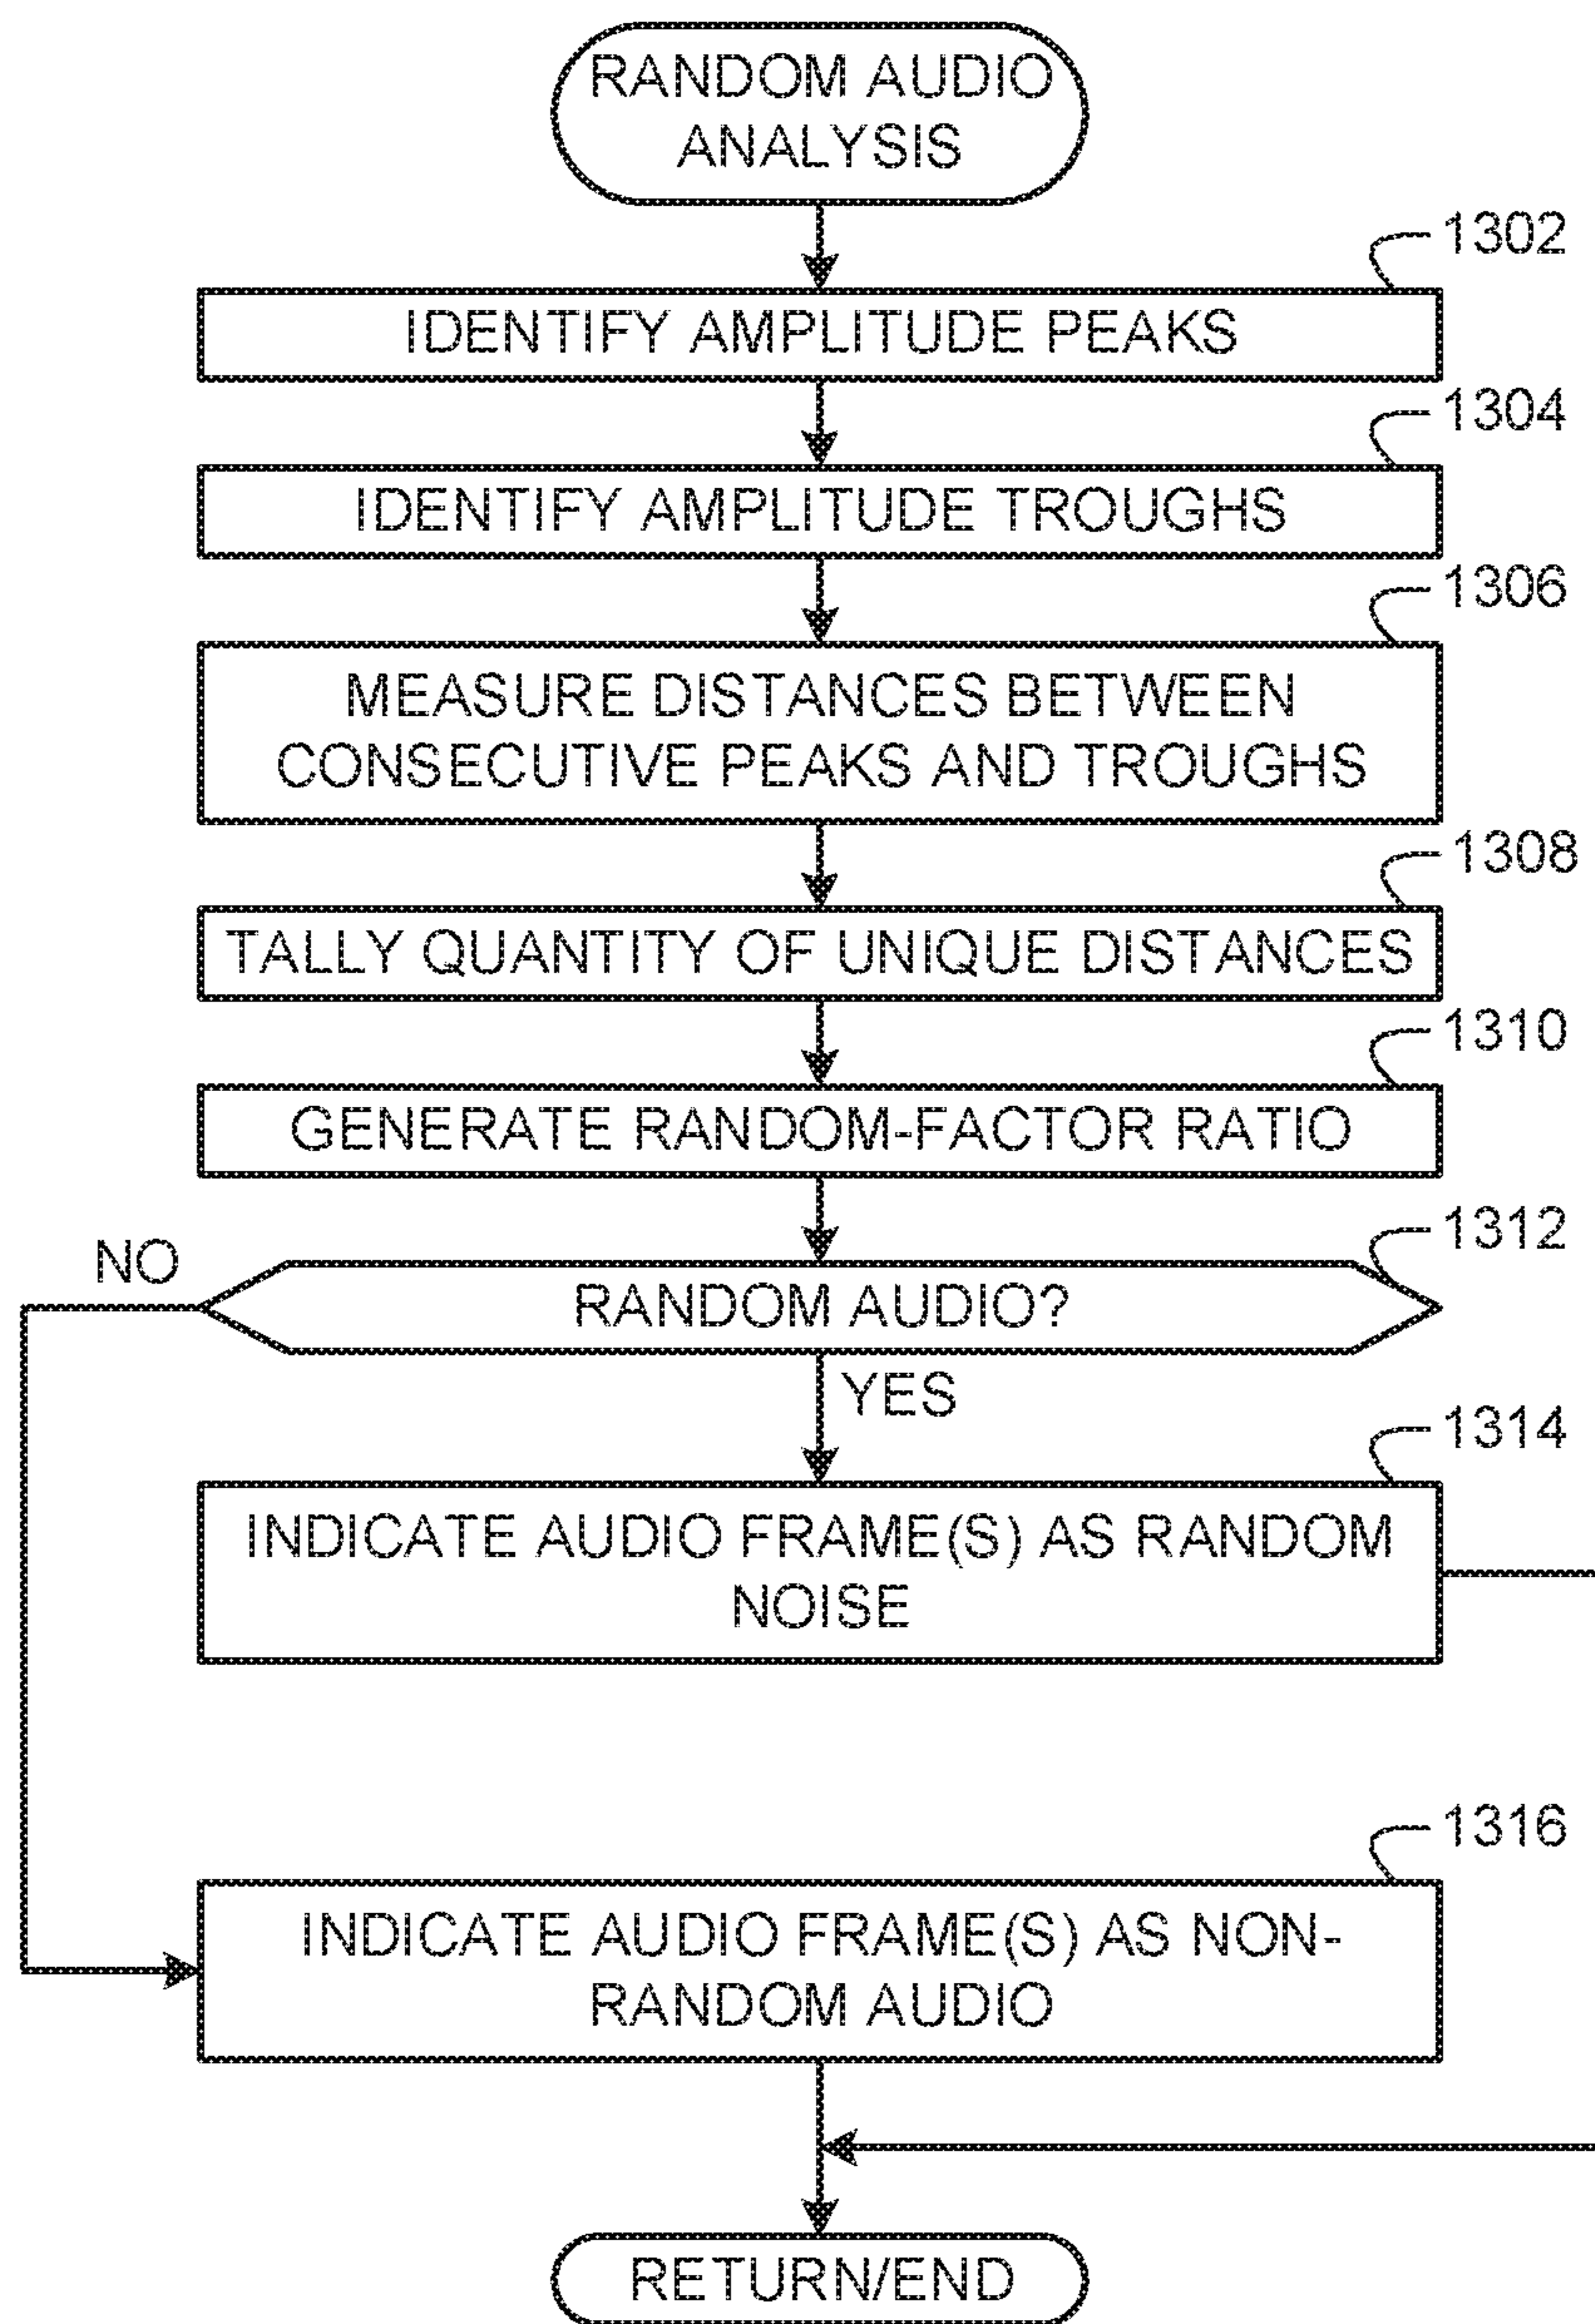 RANDOM AUDIO
ANALYSIS
1302
IDENTIFY AMPLITUDE PEAKS
1304
IDENTIFY AMPLITUDE TROUGHS
1306
MEASURE DISTANCES BETWEEN
CONSECUTIVE PEAKS AND TROUGHS
1308
TALLY QUANTITY OF UNIQUE DISTANCES
1310
GENERATE RANDOM-FACTOR RATIO
1312
NO
RANDOM AUDIO?
YES
1314
INDICATE AUDIO FRAME(S) AS RANDOM
NOISE
1316
INDICATE AUDIO FRAME(S) AS NON-
RANDOM AUDIO
RETURN/END